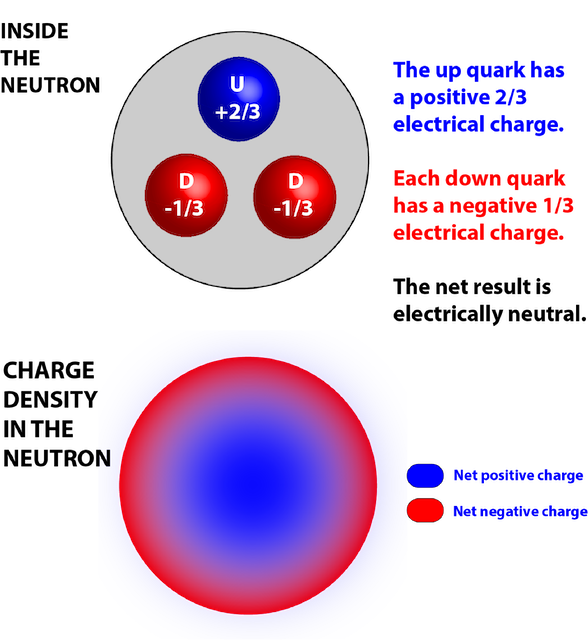 INSIDE
THE
NEUTRON
U
+2/3
D
-1/3
D
-1/3
The up quark has
a positive 2/3
electrical charge.
Each down quark
has a negative 1/3
electrical charge.
The net result is
electrically neutral.
CHARGE
DENSITY
IN THE
NEUTRON
Net positive charge
Net negative charge